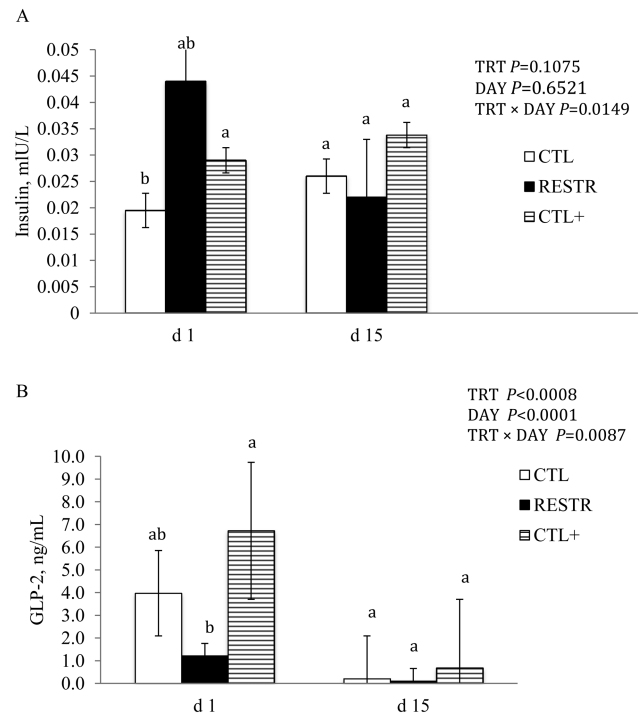 A
Insulin, mIU/L
0.05
0.045
0.04
0.035
0.03
0.025
0.02
0.015
0.01
0.005
0
b
ab
a
a
a
a
d 1
d 15
TRT P=0.1075
DAY P=0.6521
TRT × DAY P=0.0149
CTL
RESTR
CTL+
B
GLP-2, ng/mL
10.0
9.0
8.0
7.0
6.0
5.0
4.0
3.0
2.0
1.0
0.0
ab
b
a
a
a
a
d 1
d 15
TRT P<0.0008
DAY P<0.0001
TRT × DAY P=0.0087
CTL
RESTR
CTL+